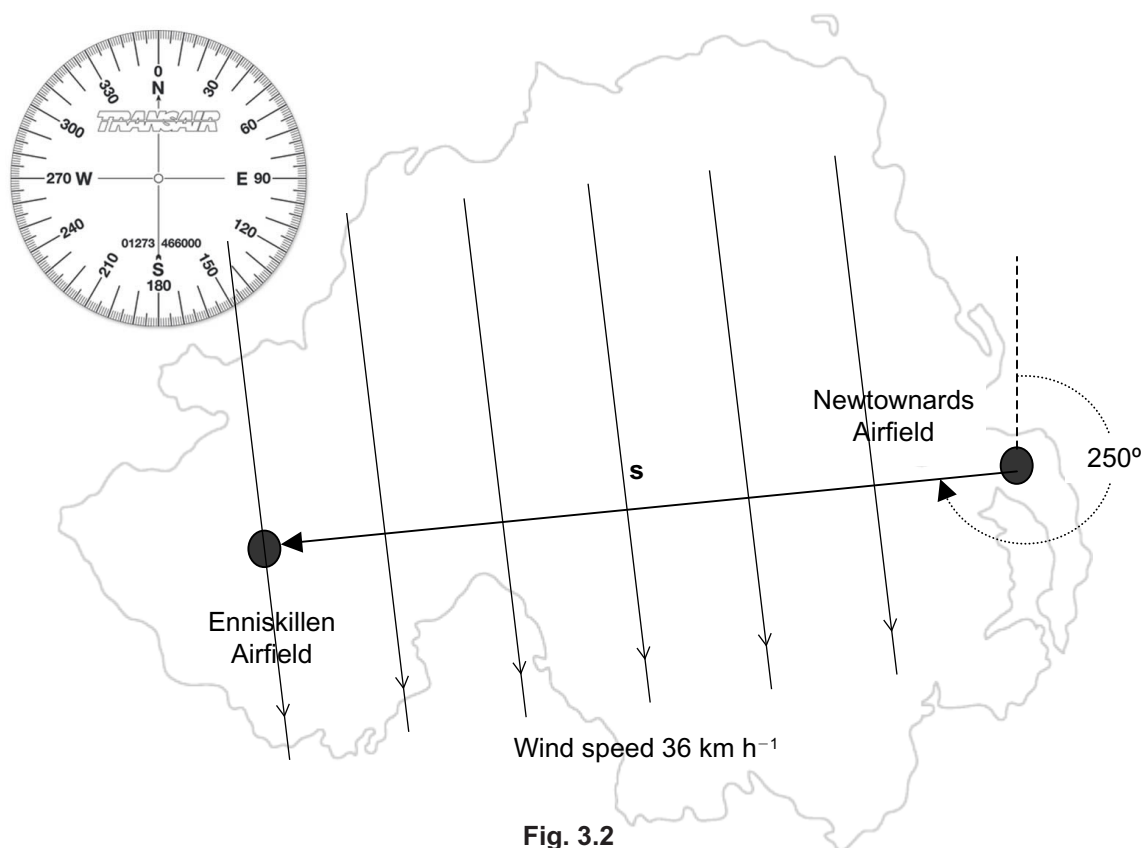 0
N
30
60
E 90
120
150
S
180
210
240
270 W
300
330
TRANSAIR
01273 466000
Newtownards
Airfield
250º
s
Enniskillen
Airfield
Wind speed 36 km h⁻¹
Fig. 3.2